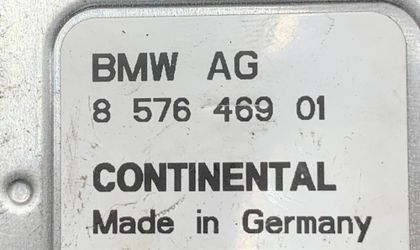 BMW AG
8 576 469 01
CONTINENTAL
Made in Germany